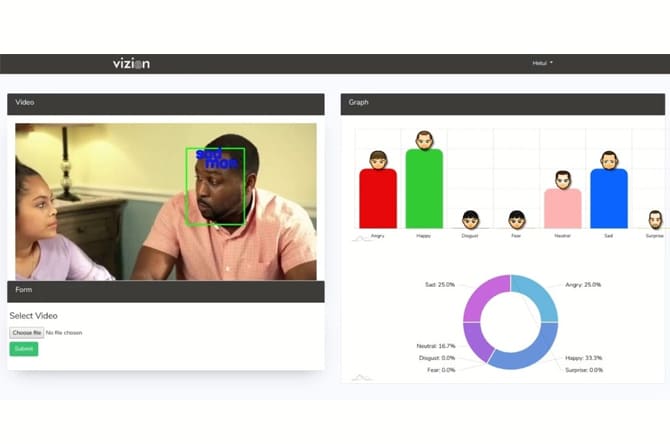 vizion
Hetul
Video
sad
man
Form
Select Video
Choose file No file chosen
Submit
Graph
Angry
Happy
Disgust
Fear
Neutral
Sad
Surprise
Sad: 25.0%
Angry: 25.0%
Neutral: 16.7%
Disgust: 0.0%
Fear: 0.0%
Happy: 33.3%
Surprise: 0.0%